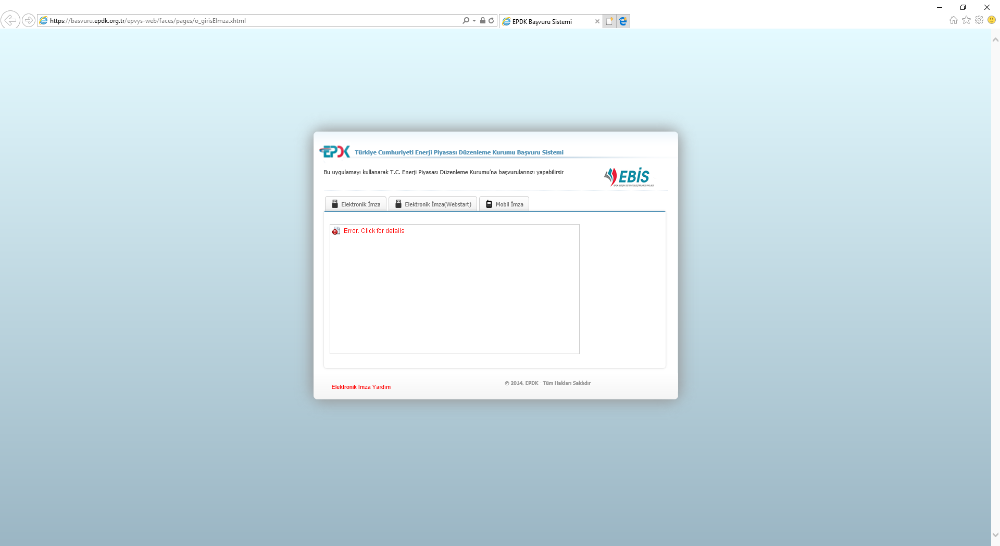 https://basvuru.epdk.org.tr/epvys-web/faces/pages/o_girisEImza.xhtml
EPDK Başvuru Sistemi
EPDK
Türkiye Cumhuriyeti Enerji Piyasası Düzenleme Kurumu Başvuru Sistemi
Bu uygulamayı kullanarak T.C. Enerji Piyasası Düzenleme Kurumu'na başvurularınızı yapabilirsir
EBİS
Elektronik İmza
Elektronik İmza(Webstart)
Mobil İmza
Error. Click for details
© 2014, EPDK - Tüm Hakları Saklıdır
Elektronik İmza Yardım